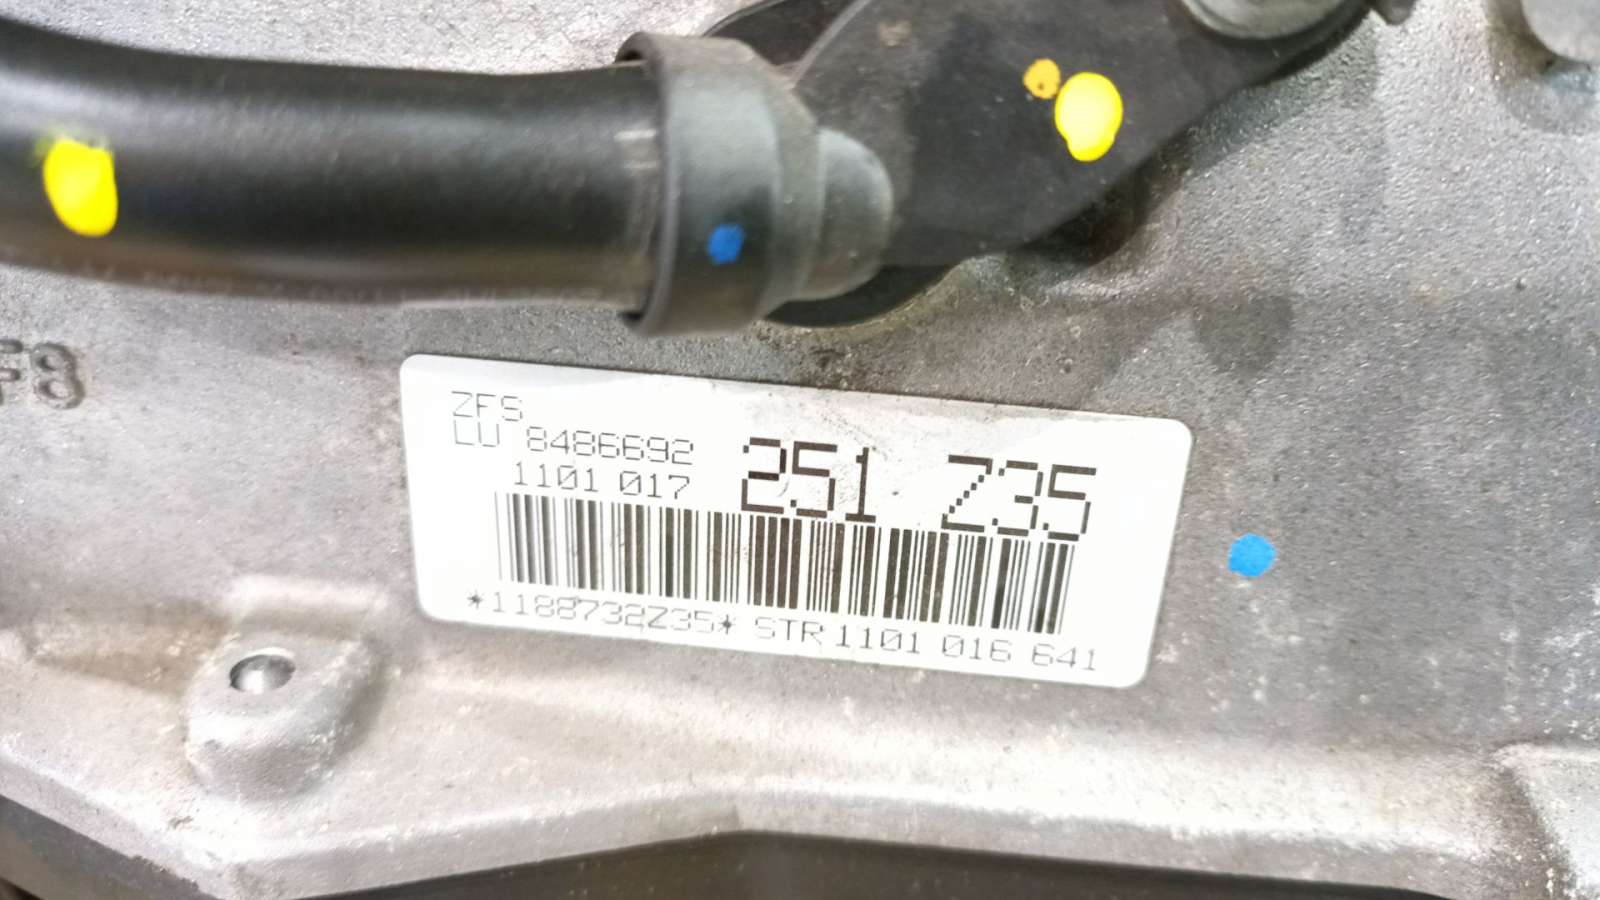 F8
ZFS
LU 8486692
1101 017
251 Z35
*1188732Z35* STR 1101 016 641